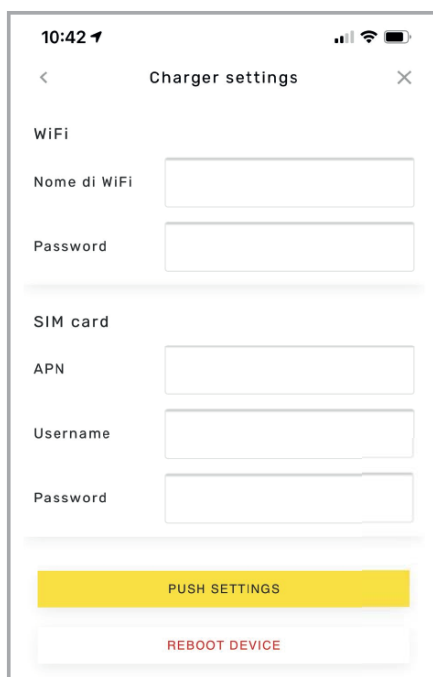 10:42
Charger settings
WiFi
Nome di WiFi
Password
SIM card
APN
Username
Password
PUSH SETTINGS
REBOOT DEVICE